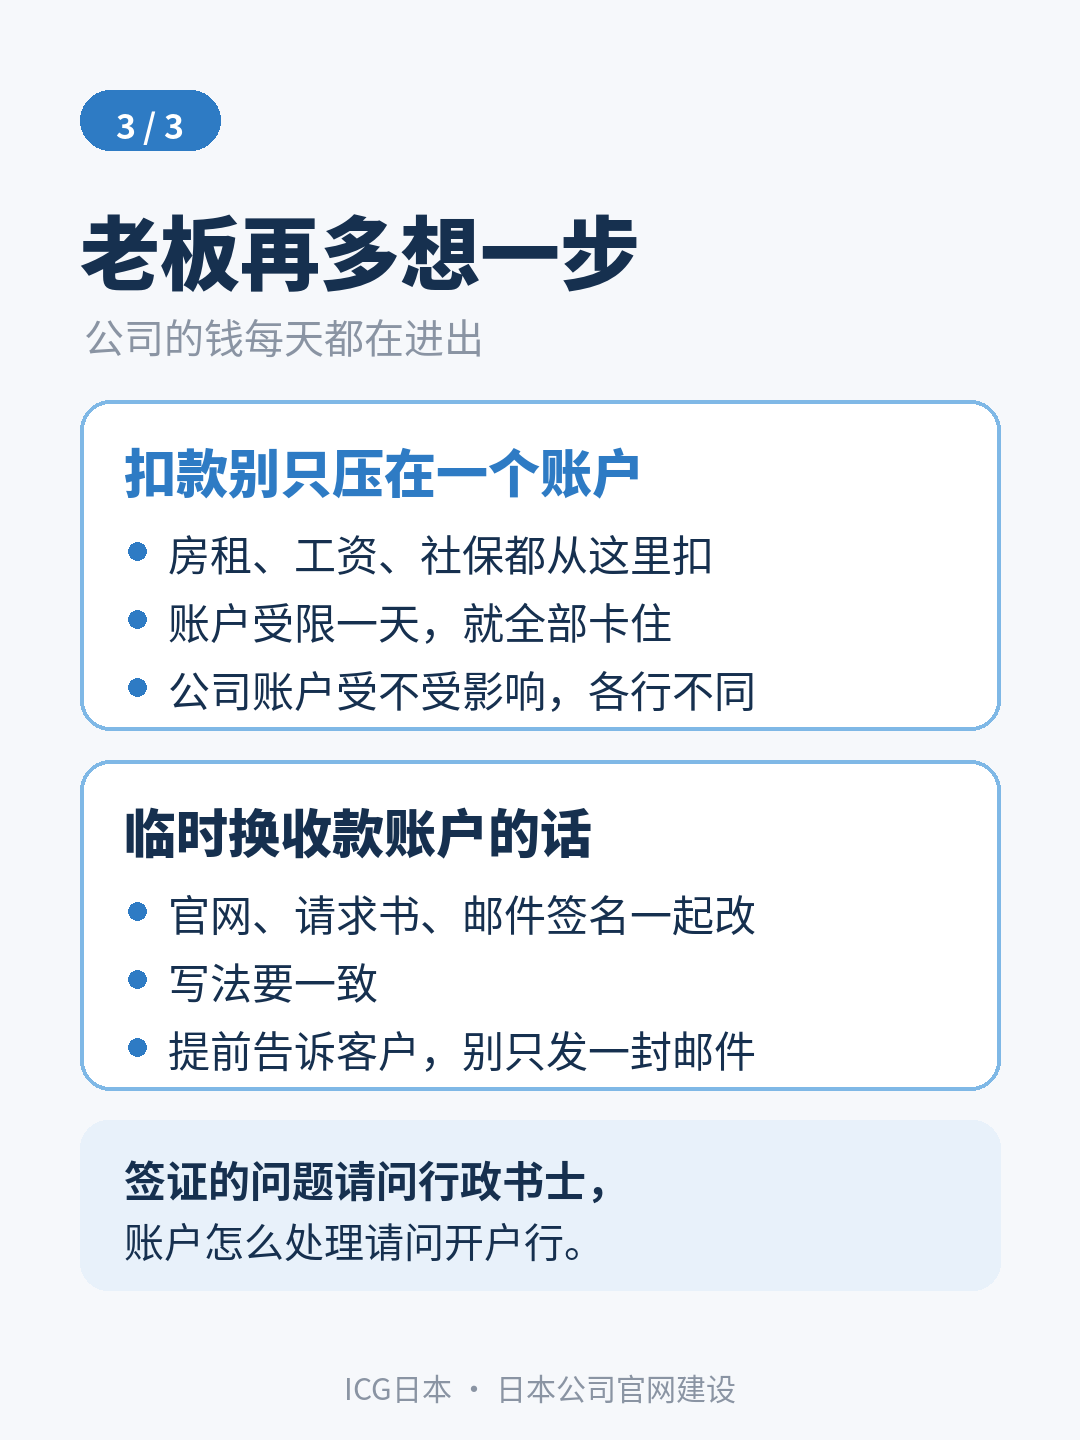 3 / 3
老板再多想一步
公司的钱每天都在进出
扣款别只压在一个账户
房租、工资、社保都从这里扣
账户受限一天，就全部卡住
公司账户受不受影响，各行不同
临时换收款账户的话
官网、请求书、邮件签名一起改
写法要一致
提前告诉客户，别只发一封邮件
签证的问题请问行政书士，
账户怎么处理请问开户行。
ICG日本 · 日本公司官网建设